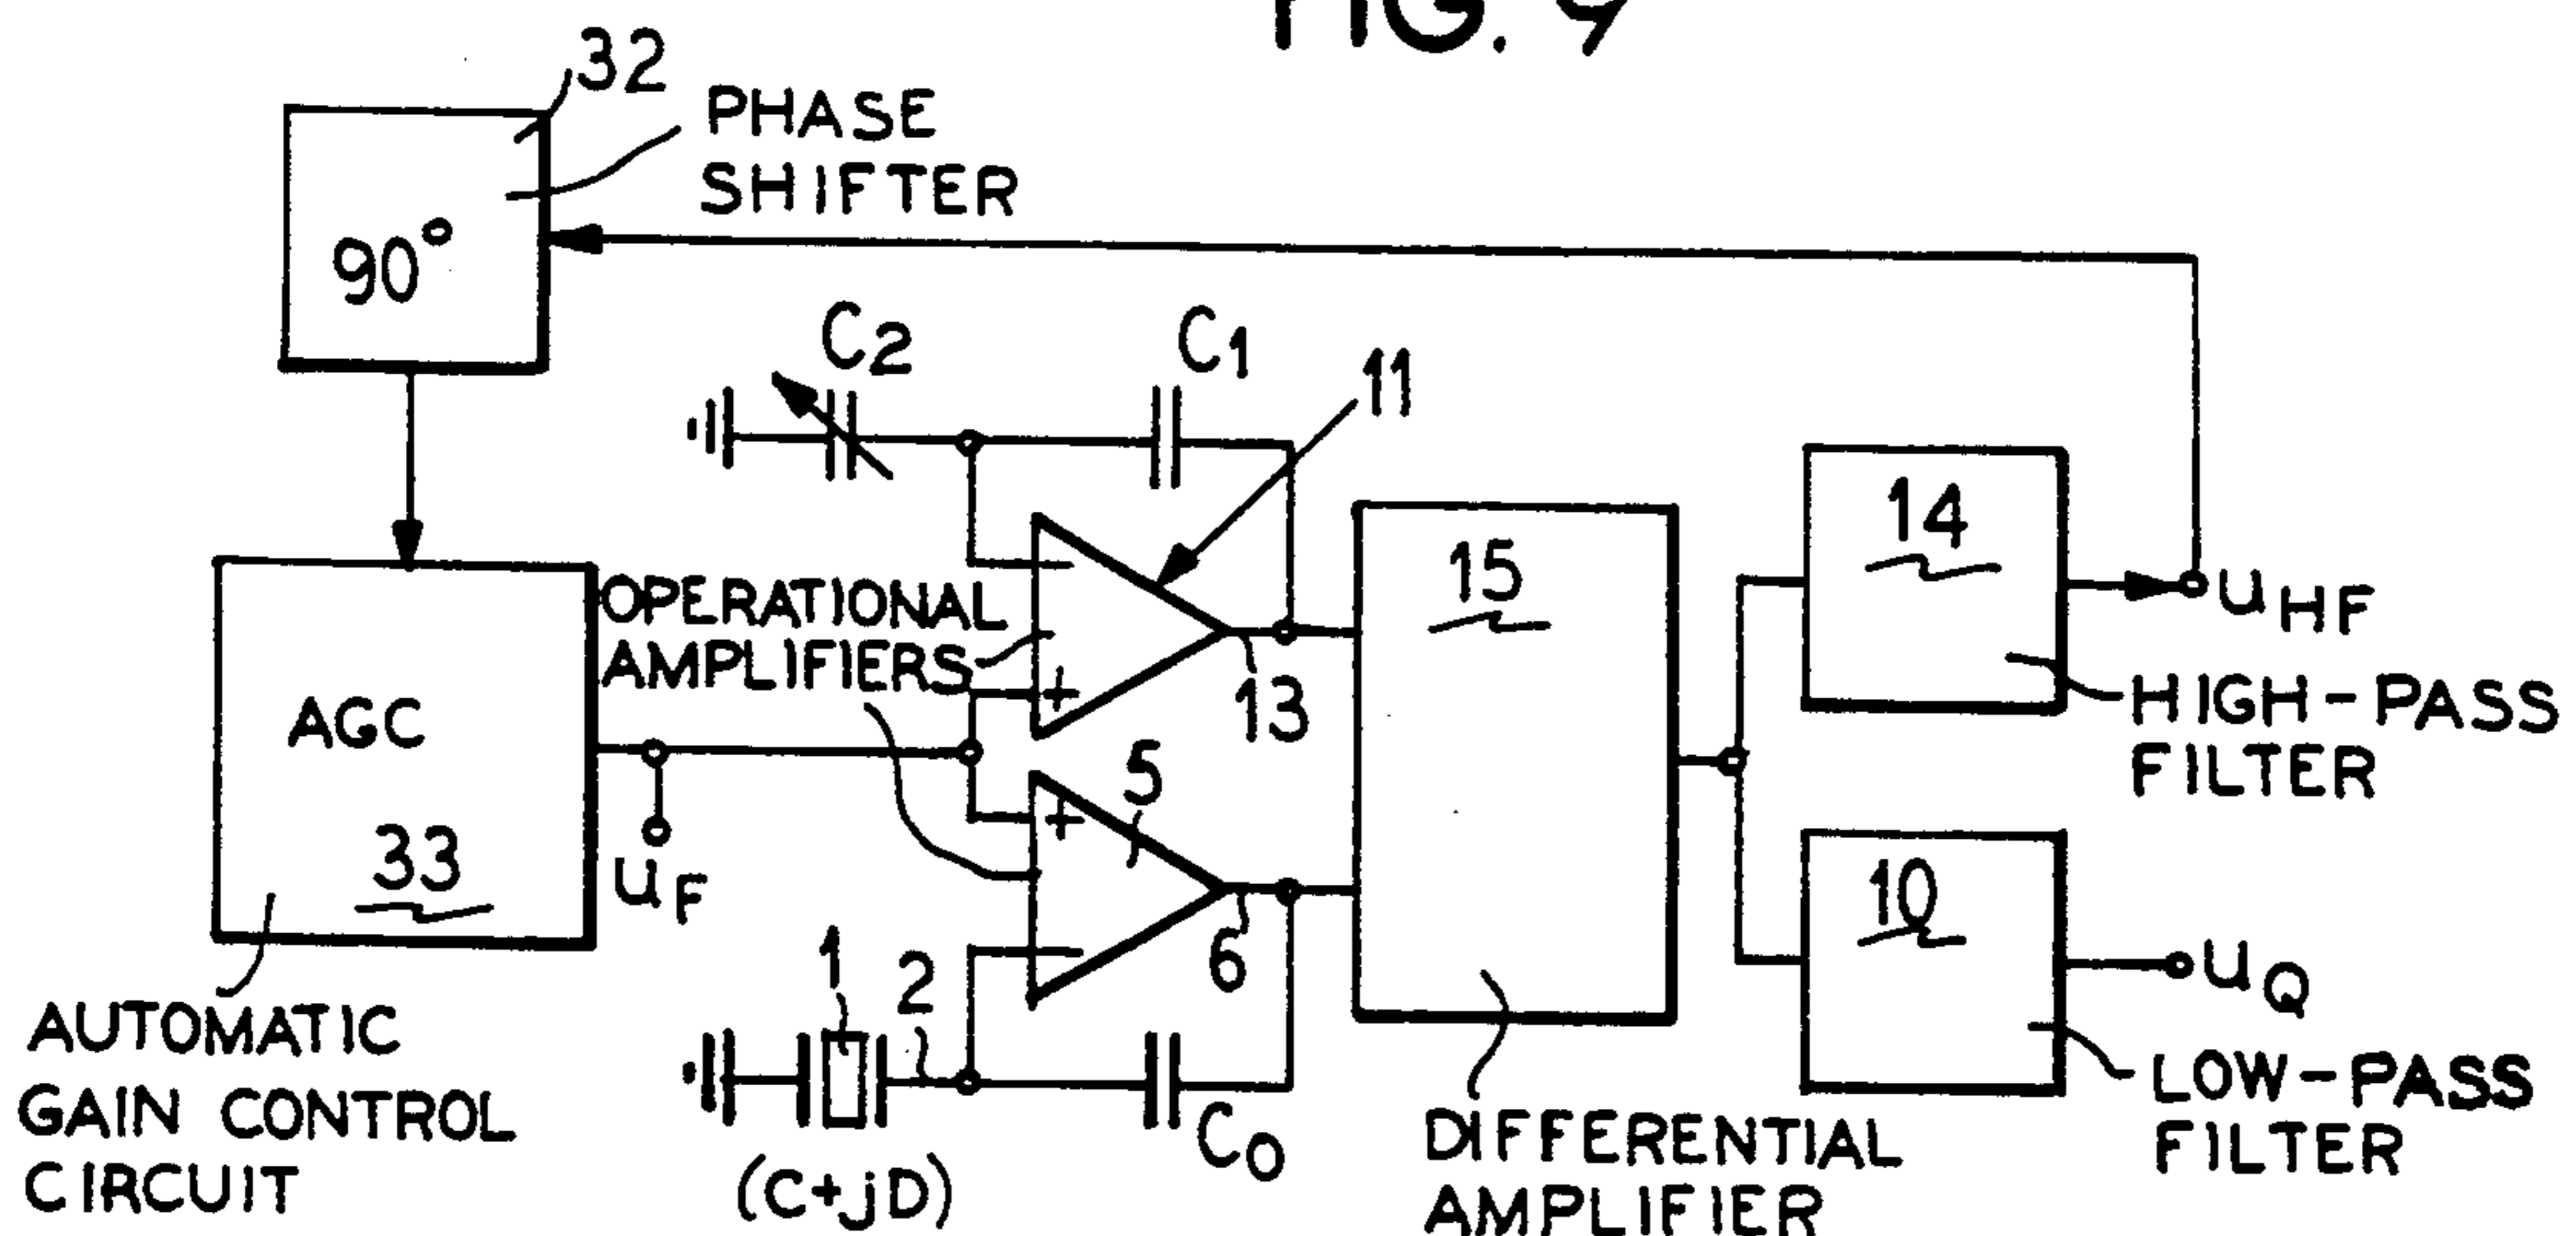 FIG. 9
32
PHASE
SHIFTER
90°
C2
C1
11
OPERATIONAL
AMPLIFIERS
−
+
13
15
14
uHF
HIGH-PASS
FILTER
AGC
33
uF
+
5
−
6
10
uQ
LOW-PASS
FILTER
1
2
C0
(C+jD)
AUTOMATIC
GAIN CONTROL
CIRCUIT
DIFFERENTIAL
AMPLIFIER